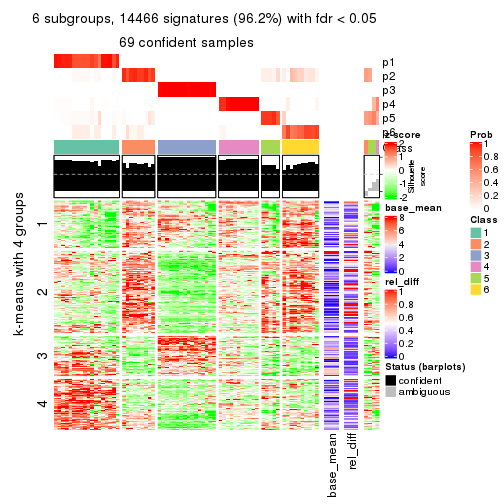 6 subgroups, 14466 signatures (96.2%) with fdr < 0.05
69 confident samples
p1
p2
p3
p4
p5
p6
Class
Silhouette
score
k-means with 4 groups
1
2
3
4
base_mean
rel_diff
z-score
2
1
0
-1
-2
base_mean
8
6
4
2
0
rel_diff
1
0.8
0.6
0.4
0.2
0
Status (barplots)
confident
ambiguous
Prob
1
0.8
0.6
0.4
0.2
0
Class
1
2
3
4
5
6